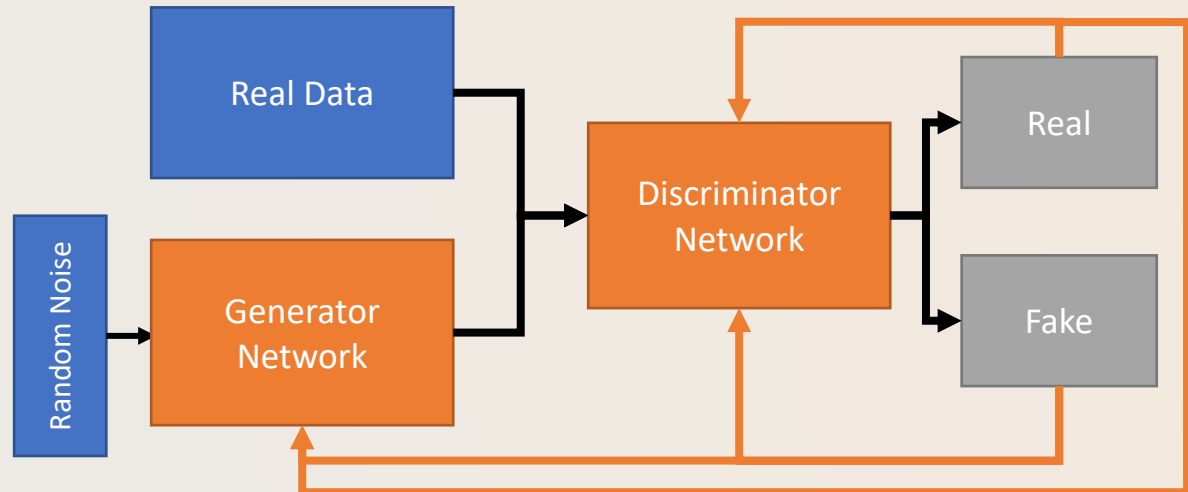 Real Data
Random Noise
Generator
Network
Discriminator
Network
Real
Fake